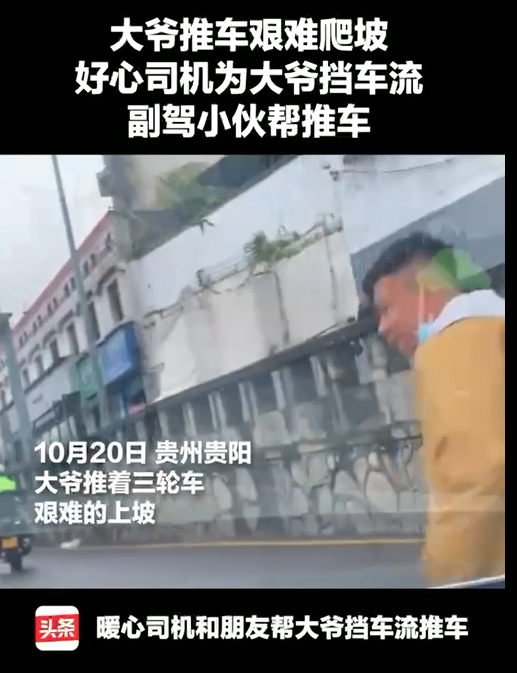 大爷推车艰难爬坡
好心司机为大爷挡车流
副驾小伙帮推车
10月20日 贵州贵阳
大爷推着三轮车
艰难的上坡
头条
暖心司机和朋友帮大爷挡车流推车